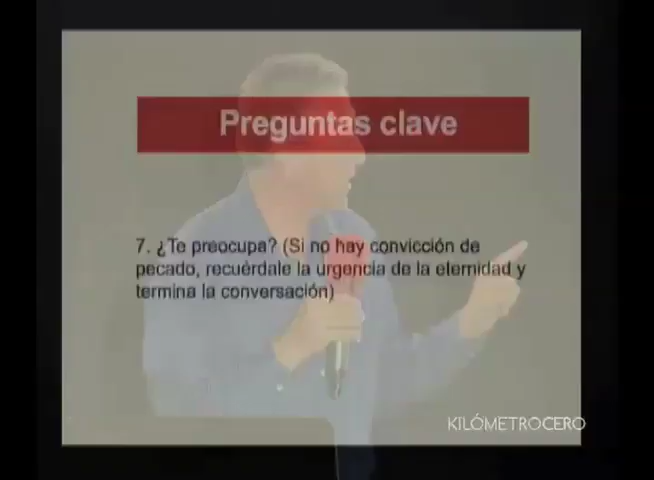 Preguntas clave
7. ¿Te preocupa? (Si no hay convicción de
pecado, recuérdale la urgencia de la eternidad y
termina la conversación)
KILÓMETROCERO